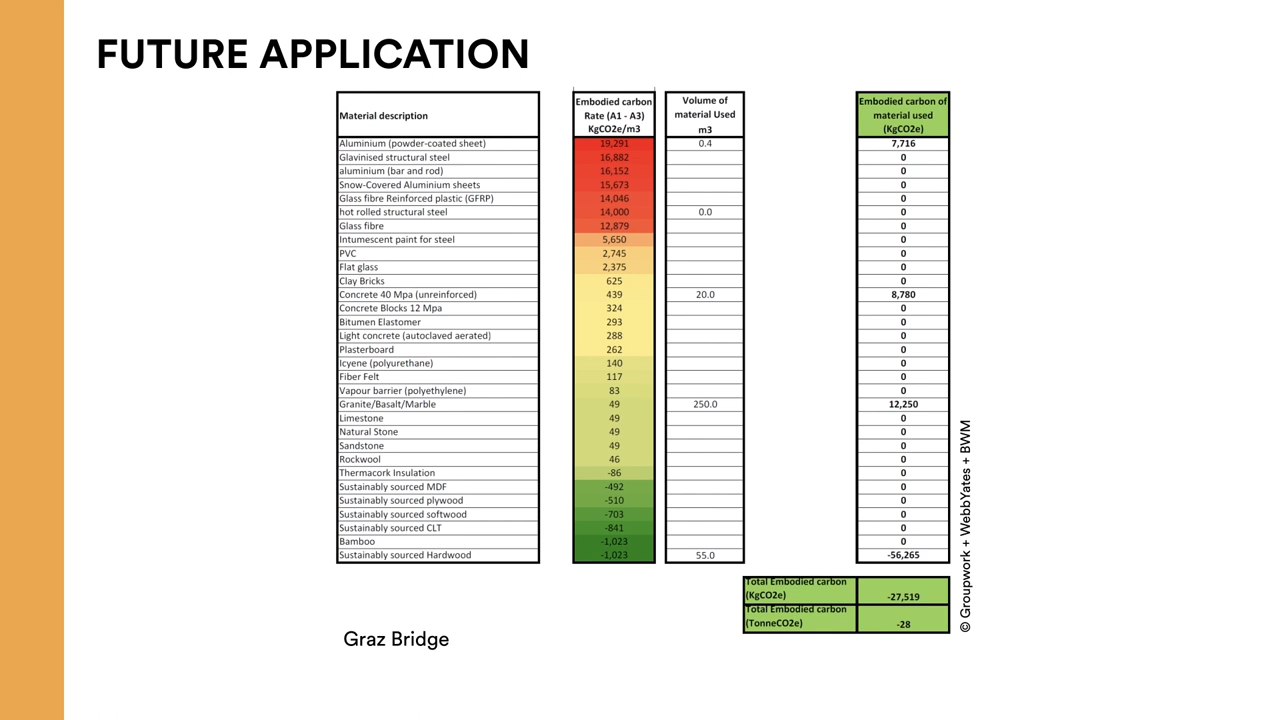 FUTURE APPLICATION
Material description
Embodied carbon
Rate (A1 - A3)
KgCO2e/m3
Volume of
material Used
m3
Embodied carbon of
material used
(KgCO2e)
Aluminium (powder-coated sheet) 19,291 0.4 7,716
Glavinised structural steel 16,882 0
aluminium (bar and rod) 16,152 0
Snow-Covered Aluminium sheets 15,673 0
Glass fibre Reinforced plastic (GFRP) 14,046 0
hot rolled structural steel 14,000 0.0 0
Glass fibre 12,879 0
Intumescent paint for steel 5,650 0
PVC 2,745 0
Flat glass 2,375 0
Clay Bricks 625 0
Concrete 40 Mpa (unreinforced) 439 20.0 8,780
Concrete Blocks 12 Mpa 324 0
Bitumen Elastomer 293 0
Light concrete (autoclaved aerated) 288 0
Plasterboard 262 0
Icyene (polyurethane) 140 0
Fiber Felt 117 0
Vapour barrier (polyethylene) 83 0
Granite/Basalt/Marble 49 250.0 12,250
Limestone 49 0
Natural Stone 49 0
Sandstone 49 0
Rockwool 46 0
Thermacork Insulation -86 0
Sustainably sourced MDF -492 0
Sustainably sourced plywood -510 0
Sustainably sourced softwood -703 0
Sustainably sourced CLT -841 0
Bamboo -1,023 0
Sustainably sourced Hardwood -1,023 55.0 -56,265
Total Embodied carbon
(KgCO2e) -27,519
Total Embodied carbon
(TonneCO2e) -28
Graz Bridge
© Groupwork + WebbYates + BWM